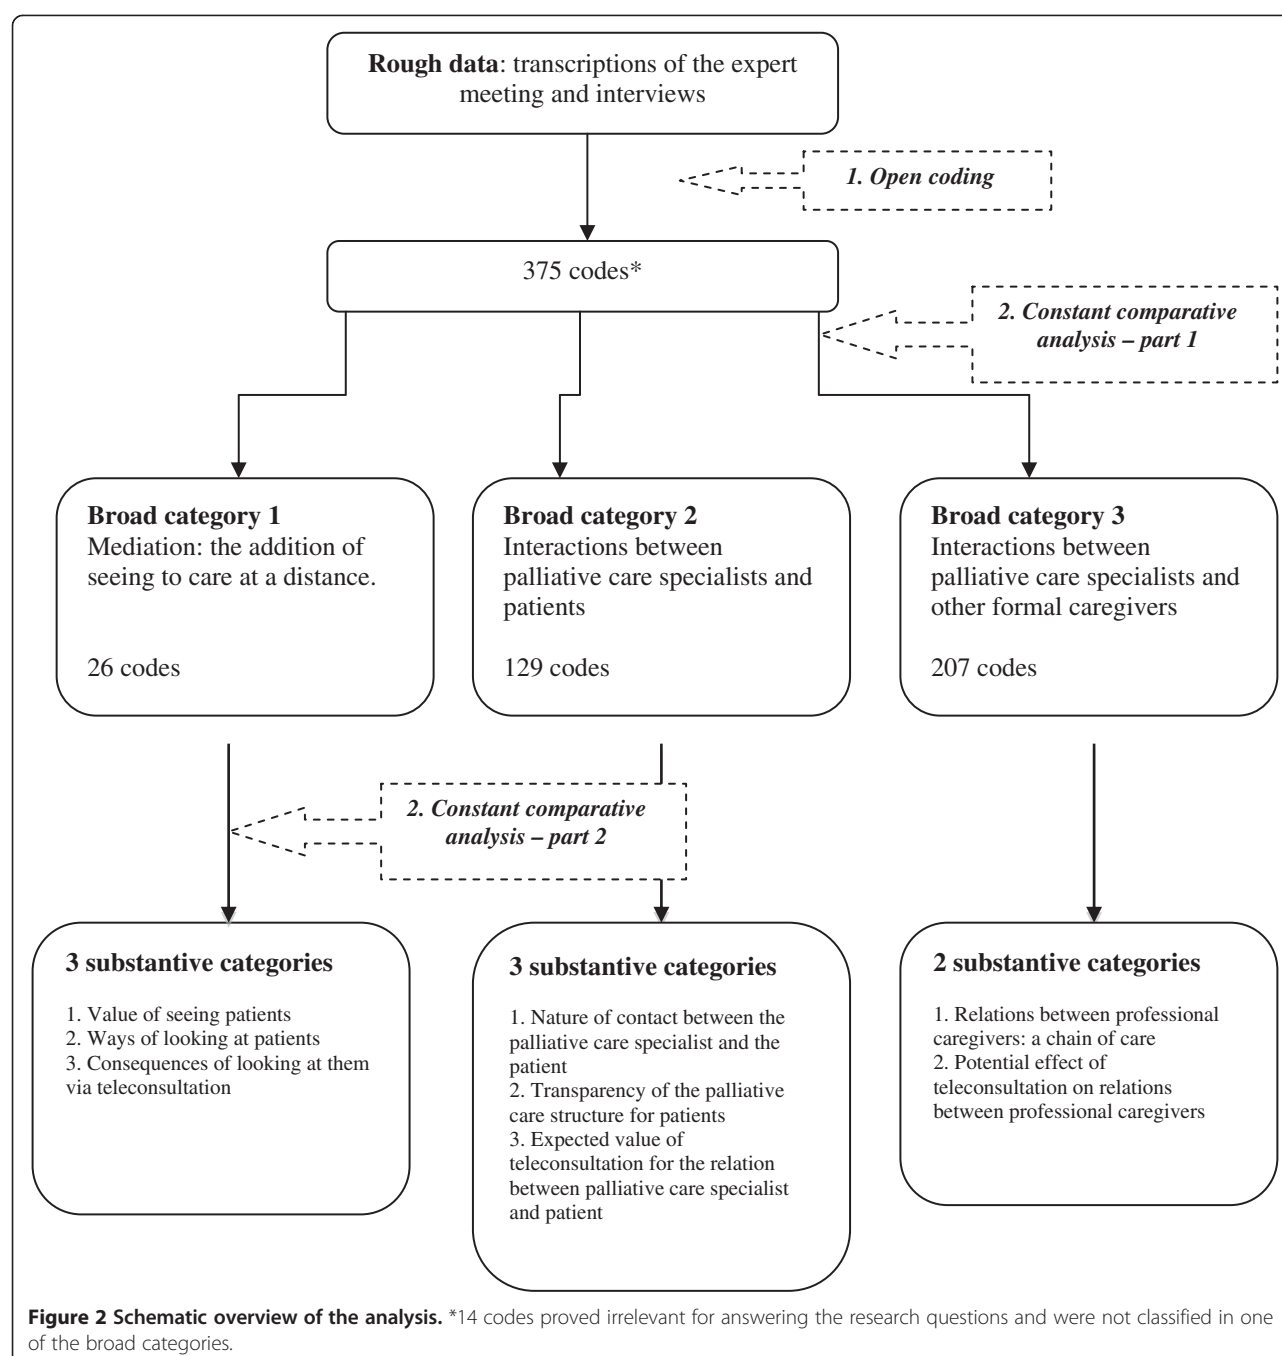 Rough data: transcriptions of the expert
meeting and interviews
1. Open coding
375 codes*
2. Constant comparative
analysis – part 1
Broad category 1
Mediation: the addition of
seeing to care at a distance.
26 codes
Broad category 2
Interactions between
palliative care specialists and
patients
129 codes
Broad category 3
Interactions between
palliative care specialists and
other formal caregivers
207 codes
2. Constant comparative
analysis – part 2
3 substantive categories
1. Value of seeing patients
2. Ways of looking at patients
3. Consequences of looking at them
via teleconsultation
3 substantive categories
1. Nature of contact between the
palliative care specialist and the
patient
2. Transparency of the palliative
care structure for patients
3. Expected value of
teleconsultation for the relation
between palliative care specialist
and patient
2 substantive categories
1. Relations between professional
caregivers: a chain of care
2. Potential effect of
teleconsultation on relations
between professional caregivers
Figure 2 Schematic overview of the analysis. *14 codes proved irrelevant for answering the research questions and were not classified in one
of the broad categories.